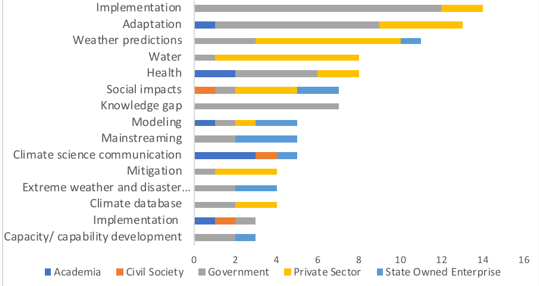 Implementation
Adaptation
Weather predictions
Water
Health
Social impacts
Knowledge gap
Modeling
Mainstreaming
Climate science communication
Mitigation
Extreme weather and disaster...
Climate database
Implementation
Capacity/ capability development
0 2 4 6 8 10 12 14 16
Academia Civil Society Government Private Sector State Owned Enterprise